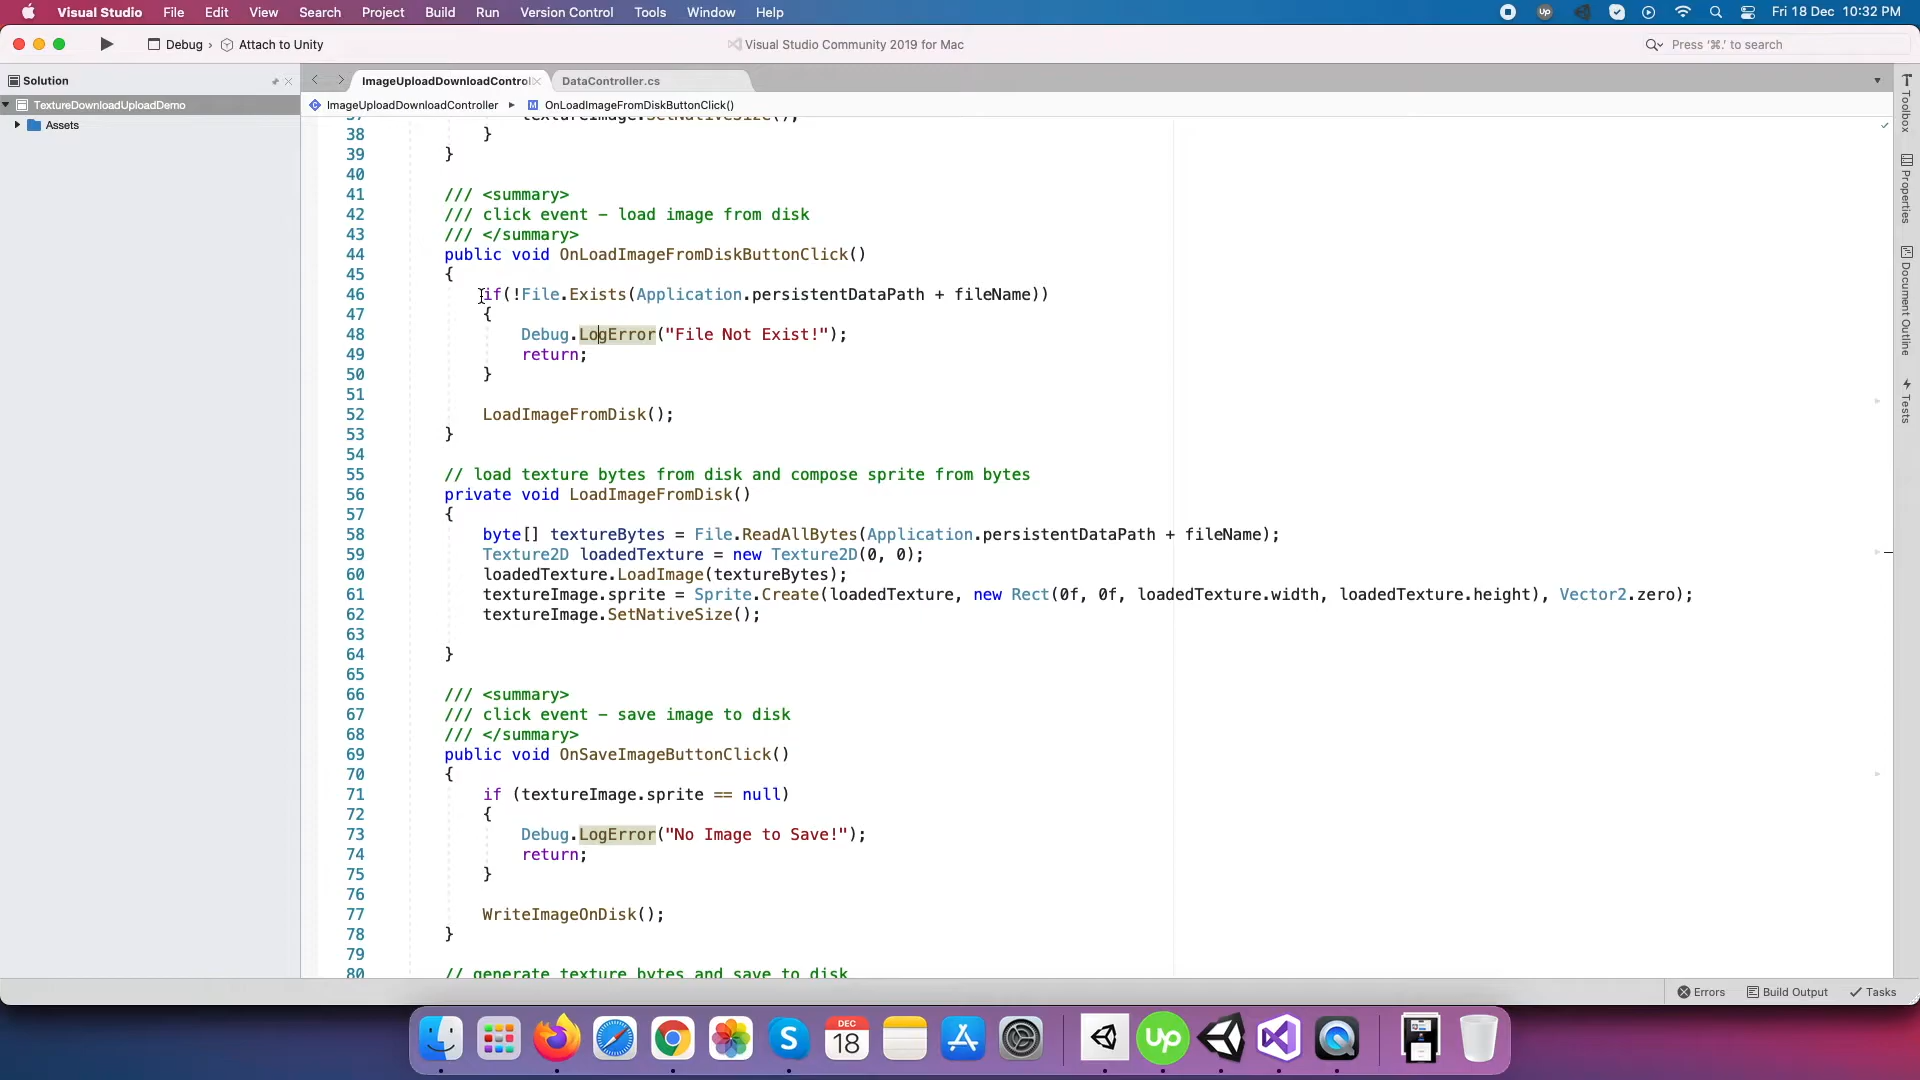 Visual Studio File Edit View Search Project Build Run Version Control Tools Window Help
Up
Fri 18 Dec 10:32 PM
Debug › Attach to Unity
Visual Studio Community 2019 for Mac
Press '⌘.' to search
Solution
TextureDownloadUploadDemo
Assets
ImageUploadDownloadControl
DataController.cs
ImageUploadDownloadController ▸ M OnLoadImageFromDiskButtonClick()
37 textureImage.SetNativeSize();
38 }
39 }
40
41 /// <summary>
42 /// click event – load image from disk
43 /// </summary>
44 public void OnLoadImageFromDiskButtonClick()
45 {
46 if(!File.Exists(Application.persistentDataPath + fileName))
47 {
48 Debug.LogError("File Not Exist!");
49 return;
50 }
51
52 LoadImageFromDisk();
53 }
54
55 // load texture bytes from disk and compose sprite from bytes
56 private void LoadImageFromDisk()
57 {
58 byte[] textureBytes = File.ReadAllBytes(Application.persistentDataPath + fileName);
59 Texture2D loadedTexture = new Texture2D(0, 0);
60 loadedTexture.LoadImage(textureBytes);
61 textureImage.sprite = Sprite.Create(loadedTexture, new Rect(0f, 0f, loadedTexture.width, loadedTexture.height), Vector2.zero);
62 textureImage.SetNativeSize();
63
64 }
65
66 /// <summary>
67 /// click event – save image to disk
68 /// </summary>
69 public void OnSaveImageButtonClick()
70 {
71 if (textureImage.sprite == null)
72 {
73 Debug.LogError("No Image to Save!");
74 return;
75 }
76
77 WriteImageOnDisk();
78 }
79
80 // generate texture bytes and save to disk
Toolbox
Properties
Document Outline
Tests
Errors Build Output Tasks
DEC
18
S
Up